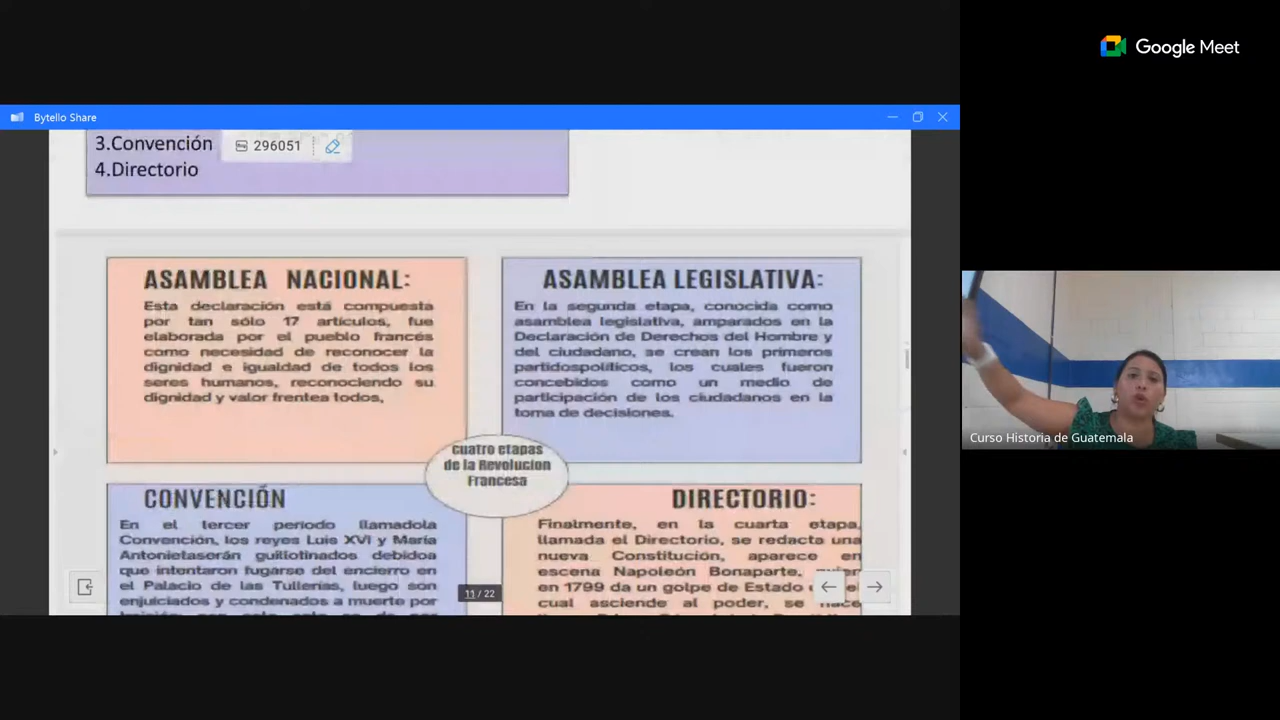 Google Meet
Bytello Share
3.Convención
296051
4.Directorio
ASAMBLEA NACIONAL:
Esta declaración está compuesta
por tan sólo 17 artículos, fue
elaborada por el pueblo francés
como necesidad de reconocer la
dignidad e igualdad de todos los
seres humanos, reconociendo su
dignidad y valor frentea todos,
ASAMBLEA LEGISLATIVA:
En la segunda etapa, conocida como
asamblea legislativa, amparados en la
Declaración de Derechos del Hombre y
del ciudadano, se crean los primeros
partidospolíticos, los cuales fueron
concebidos como un medio de
participación de los ciudadanos en la
toma de decisiones.
cuatro etapas
de la Revolucion
Francesa
CONVENCIÓN
En el tercer período llamadola
Convención, los reyes Luis XVI y María
Antonietaserán guillotinados debidoa
que intentaron fugarse del encierro en
el Palacio de las Tullerías, luego son
enjuiciados y condenados a muerte por
DIRECTORIO:
Finalmente, en la cuarta etapa,
llamada el Directorio, se redacta una
nueva Constitución, aparece en
escena Napoleón Bonaparte,
en 1799 da un golpe de Estado
cual asciende al poder, se hace
11 / 22
Curso Historia de Guatemala